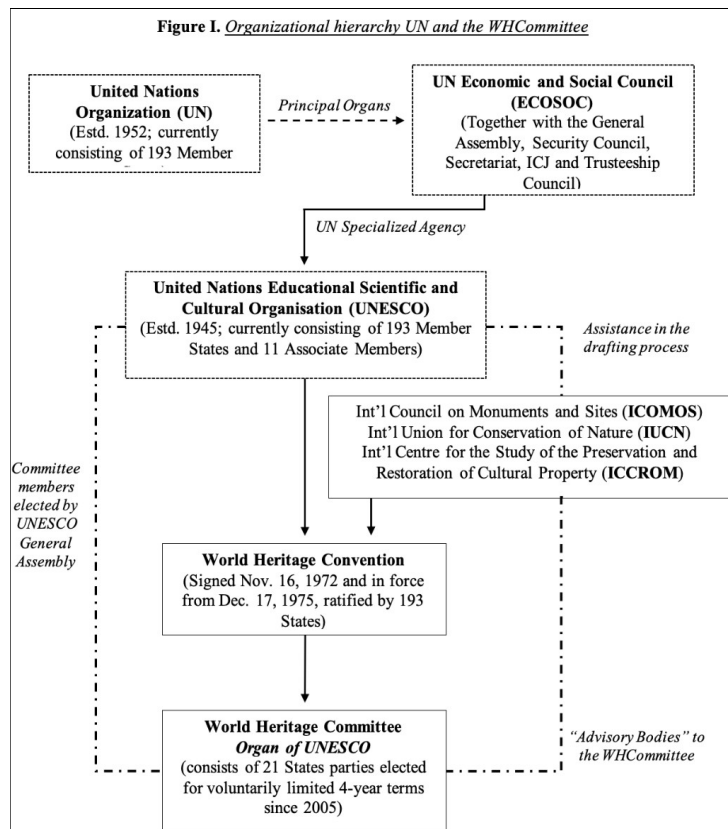 Figure I. Organizational hierarchy UN and the WHCommittee
United Nations
Organization (UN)
(Estd. 1952; currently
consisting of 193 Member
Principal Organs
UN Economic and Social Council
(ECOSOC)
(Together with the General
Assembly, Security Council,
Secretariat, ICJ and Trusteeship
Council)
UN Specialized Agency
United Nations Educational Scientific and
Cultural Organisation (UNESCO)
(Estd. 1945; currently consisting of 193 Member
States and 11 Associate Members)
Assistance in the
drafting process
Int'l Council on Monuments and Sites (ICOMOS)
Int'l Union for Conservation of Nature (IUCN)
Int'l Centre for the Study of the Preservation and
Restoration of Cultural Property (ICCROM)
Committee
members
elected by
UNESCO
General
Assembly
World Heritage Convention
(Signed Nov. 16, 1972 and in force
from Dec. 17, 1975, ratified by 193
States)
World Heritage Committee
Organ of UNESCO
(consists of 21 States parties elected
for voluntarily limited 4-year terms
since 2005)
"Advisory Bodies" to
the WHCommittee